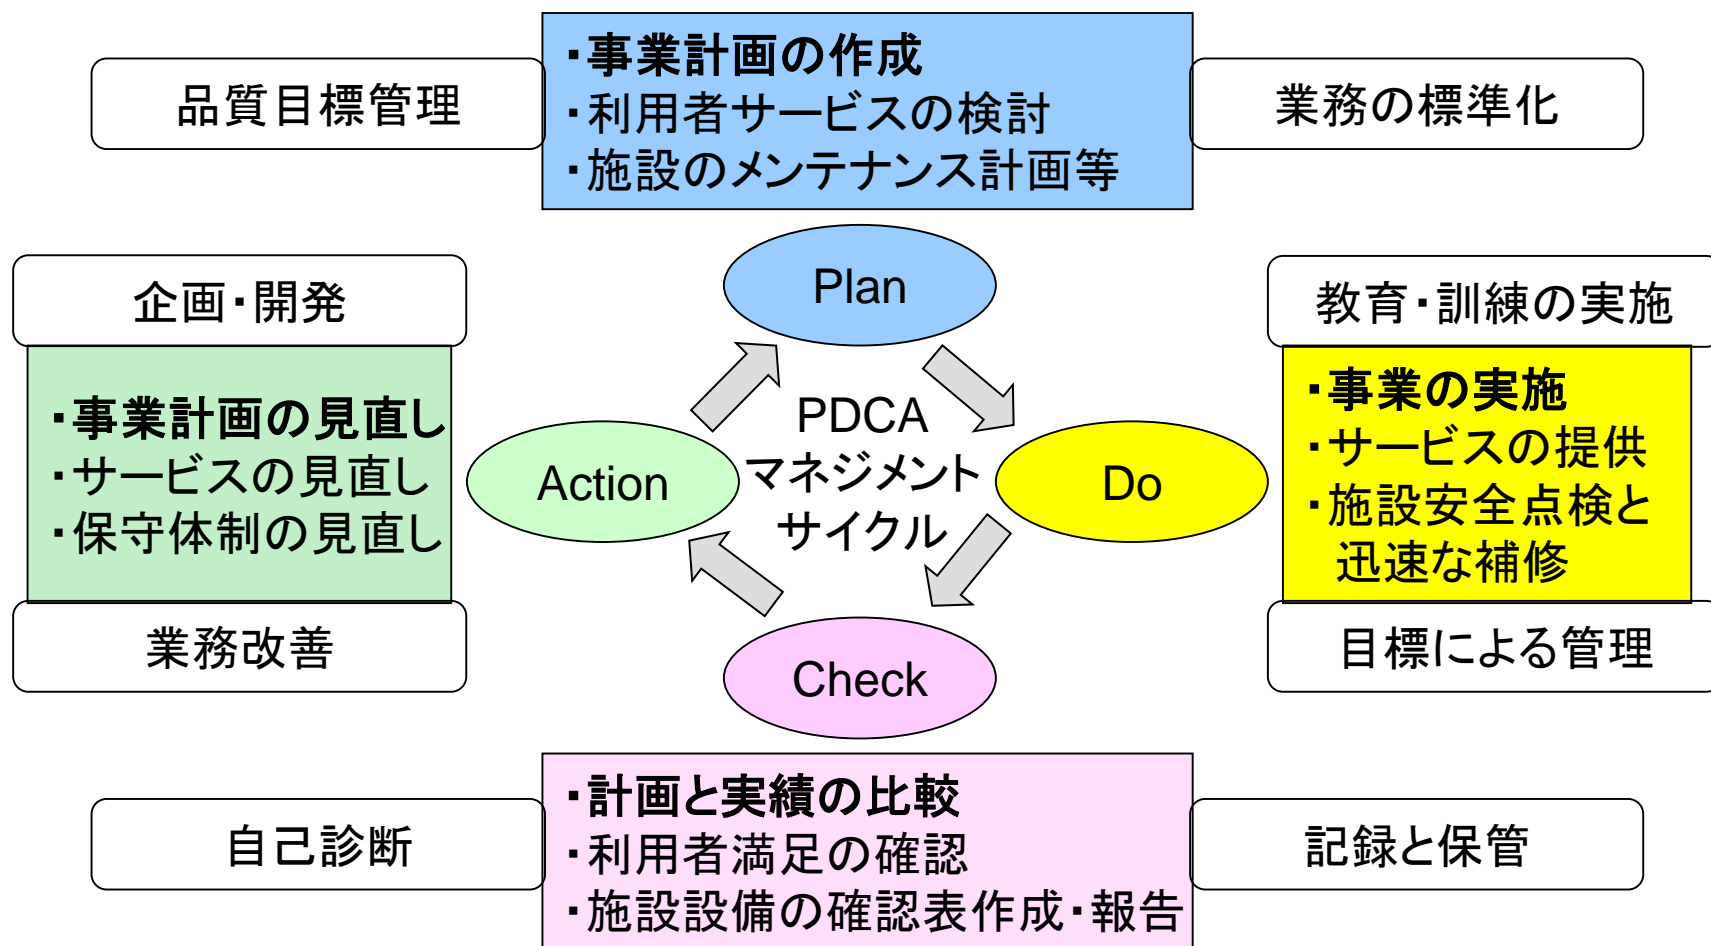 品質目標管理
・事業計画の作成
・利用者サービスの検討
・施設のメンテナンス計画等
業務の標準化
Plan
企画・開発
・事業計画の見直し
・サービスの見直し
・保守体制の見直し
業務改善
Action
PDCA
マネジメント
サイクル
Do
教育・訓練の実施
・事業の実施
・サービスの提供
・施設安全点検と
迅速な補修
目標による管理
Check
自己診断
・計画と実績の比較
・利用者満足の確認
・施設設備の確認表作成・報告
記録と保管